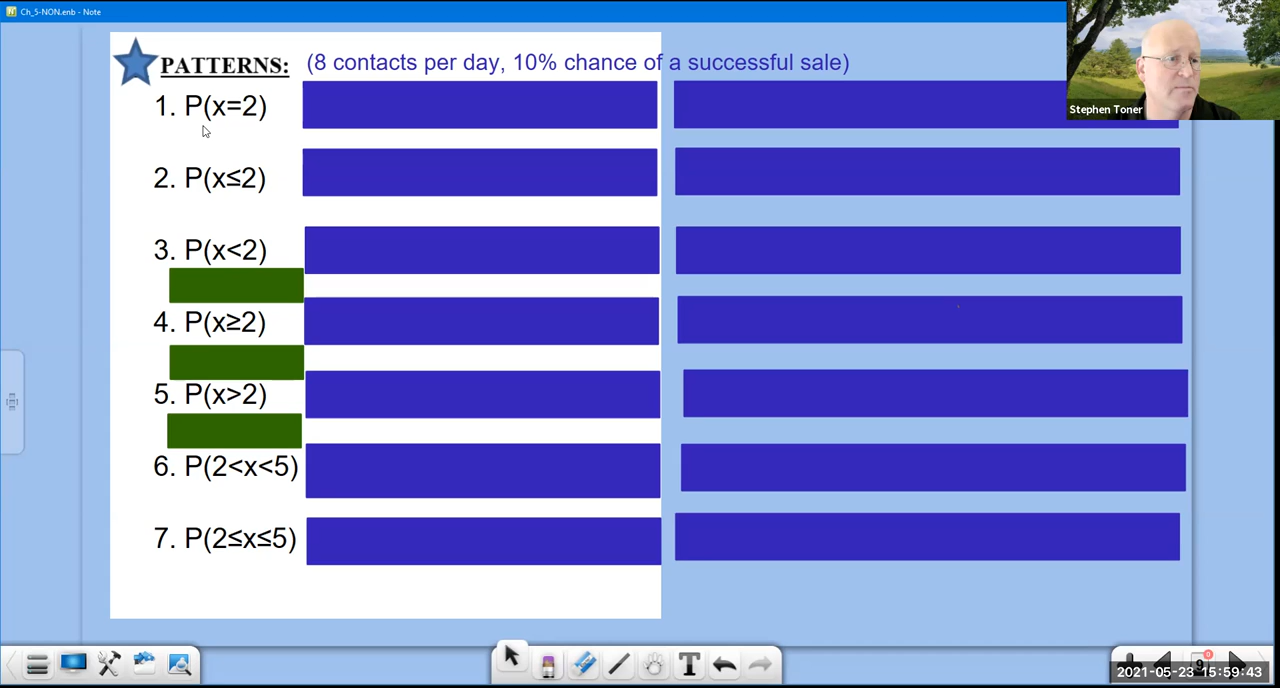 Ch_5-NON.enb - Note
PATTERNS: (8 contacts per day, 10% chance of a successful sale)
Stephen Toner
1. P(x=2)
2. P(x≤2)
3. P(x<2)
4. P(x≥2)
5. P(x>2)
6. P(2<x<5)
7. P(2≤x≤5)
T
2021-05-23 15:59:43